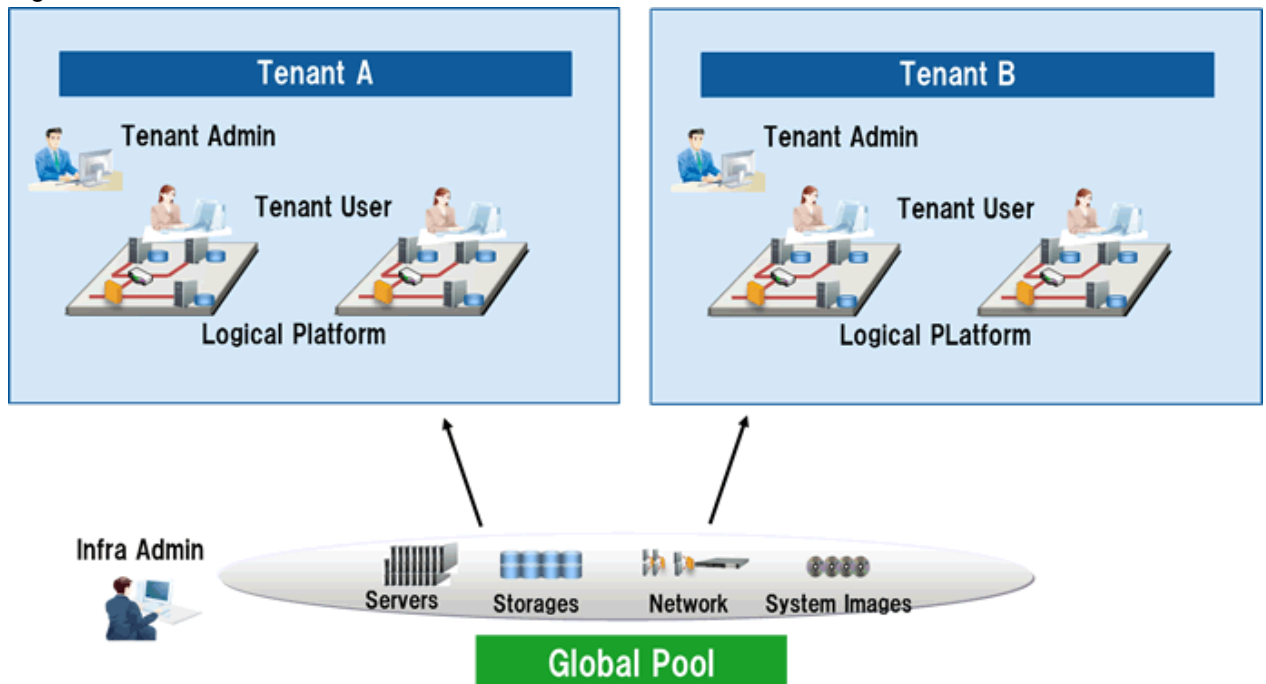 Tenant A
Tenant Admin
Tenant User
Logical Platform
Tenant B
Tenant Admin
Tenant User
Logical PLatform
Infra Admin
Servers
Storages
Network
System Images
Global Pool